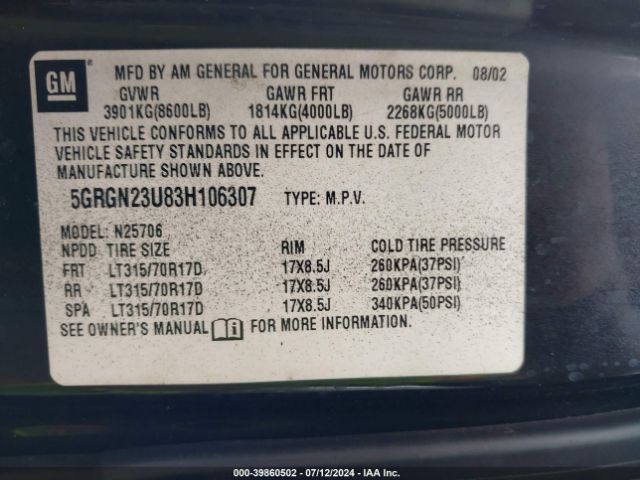 GM
MFD BY AM GENERAL FOR GENERAL MOTORS CORP. 08/02
GVWR GAWR FRT GAWR RR
3901KG(8600LB) 1814KG(4000LB) 2268KG(5000LB)
THIS VEHICLE CONFORMS TO ALL APPLICABLE U.S. FEDERAL MOTOR
VEHICLE SAFETY STANDARDS IN EFFECT ON THE DATE OF
MANUFACTURE SHOWN ABOVE.
5GRGN23U83H106307 TYPE: M.P.V.
MODEL: N25706
NPDD TIRE SIZE RIM COLD TIRE PRESSURE
FRT LT315/70R17D 17X8.5J 260KPA(37PSI)
RR LT315/70R17D 17X8.5J 260KPA(37PSI)
SPA LT315/70R17D 17X8.5J 340KPA(50PSI)
SEE OWNER'S MANUAL FOR MORE INFORMATION.
000-39860502 - 07/12/2024 - IAA Inc.